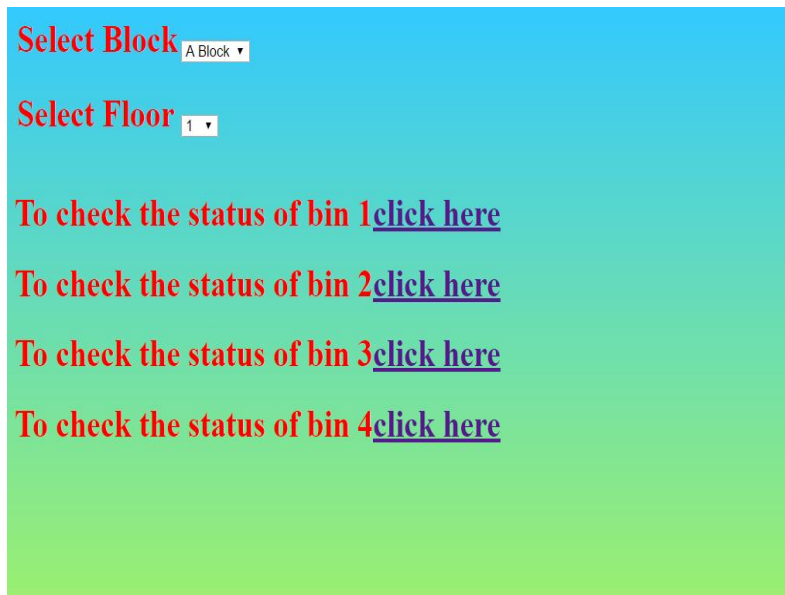 Select Block A Block
Select Floor 1
To check the status of bin 1click here
To check the status of bin 2click here
To check the status of bin 3click here
To check the status of bin 4click here